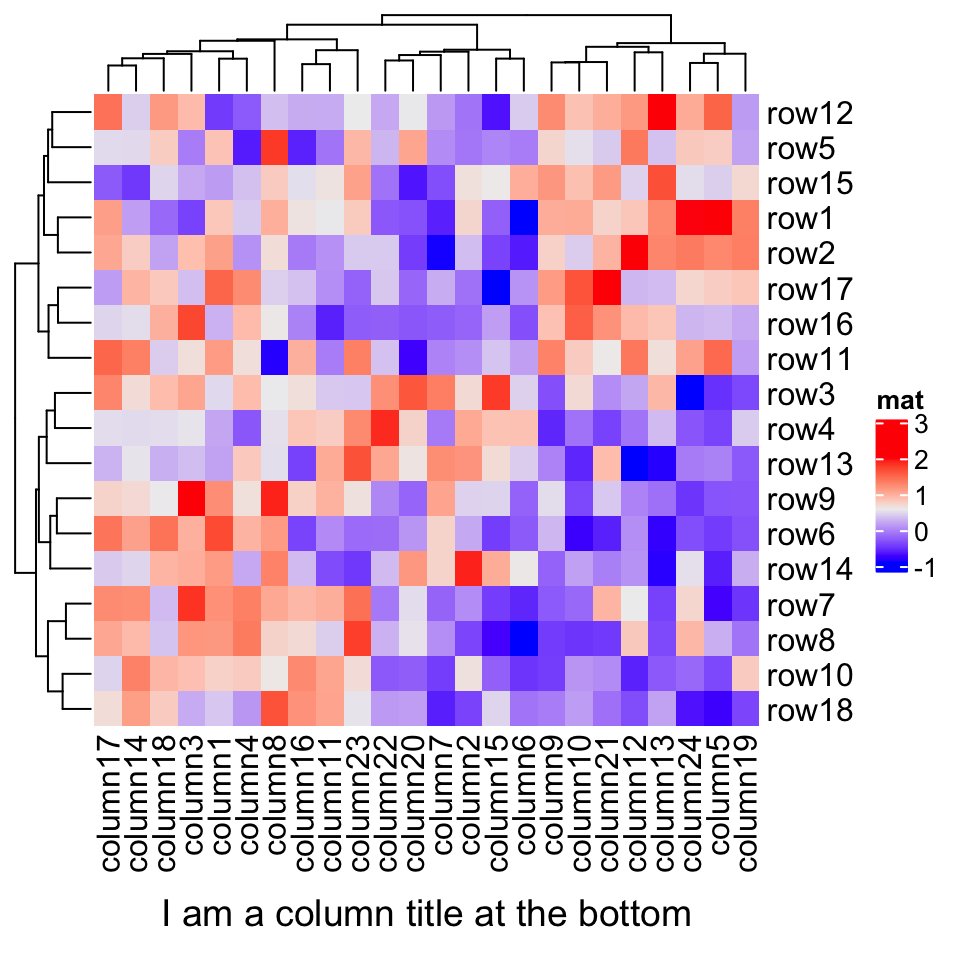 row12
row5
row15
row1
row2
row17
row16
row11
row3
row4
row13
row9
row6
row14
row7
row8
row10
row18
mat
3
2
1
0
-1
column17
column14
column18
column3
column1
column4
column8
column16
column11
column23
column22
column20
column7
column2
column15
column6
column9
column10
column21
column12
column13
column24
column5
column19
I am a column title at the bottom